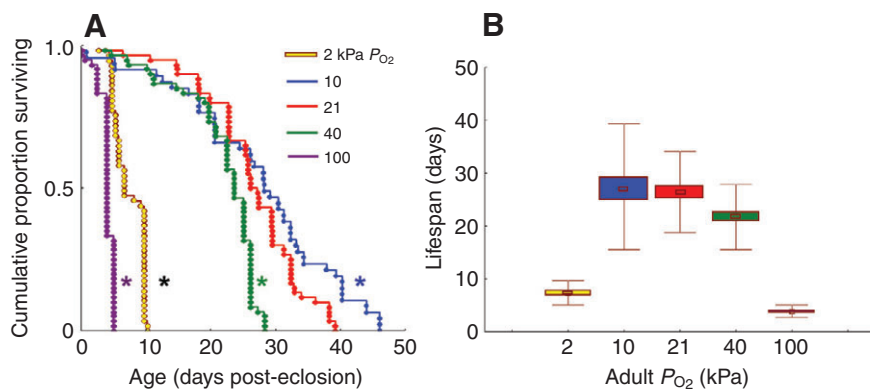 A
Cumulative proportion surviving
1.0
0.5
0
2 kPa PO2
10
21
40
100
*
*
*
*
0 10 20 30 40 50
Age (days post-eclosion)
B
Lifespan (days)
50
40
30
20
10
0
2 10 21 40 100
Adult PO2 (kPa)